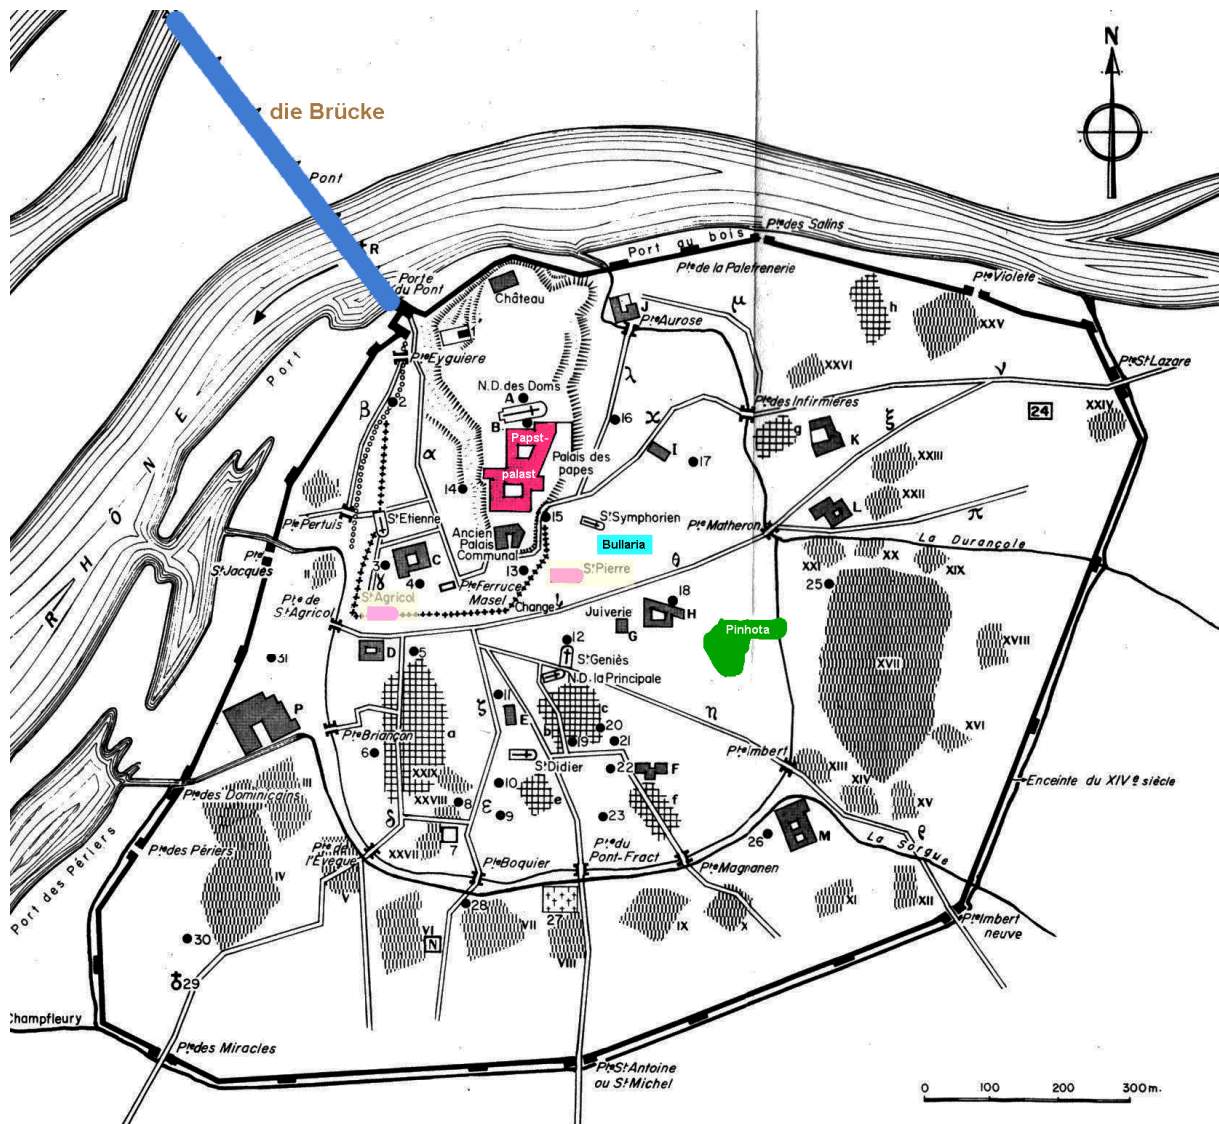 N
die Brücke
Pont
R
Porte
du Pont
Château
Port au bois
Pte des Salins
Pte de la Paletrenerie
Pte Violete
h
XXV
J
μ
Pte Aurose
1
Pte Eyguiere
Port
Pte St Lazare
XXVI
ν
λ
N.D. des Doms
A
β
2
Pte des Infirmières
24
XXIV
ξ
16
χ
B
Papst-
palast
Palais des
papes
g
K
α
I
17
XXIII
14
XXII
I
Pte Pertuis
St Etienne
15
St Symphorien
Pte Matheron
L
π
RHÔNE
Ancien
Palais
Communal
Bullaria
La Durançole
Pte
St Jacques
II
3
C
13
St Pierre
θ
XXI
XX
XIX
γ
4
Pte Ferruce
Masel
25
18
Pte de
St Agricol
St Agricol
Change
Juiverie
H
G
Pinhota
12
D
5
XVIII
31
St Geniès
XVII
N.D. la Principale
11
ζ
P
E
c
η
Pte Briançon
a
b
20
XVI
19
21
6
St Didier
Pte Imbert
22
F
XIII
XXIX
10
XIV
Enceinte du XIVe siècle
III
Pte des Dominicains
XXVIII
8
e
f
XV
ε
9
23
δ
26
M
ρ
La Sorgue
Port des Périers
Pte des Périers
Pte de
l'Evêque
XXVII
7
Pte Boquier
Pte du
Pont-Fract
Pte Magnanen
IV
V
28
27
XI
XII
VI
N
VII
VIII
IX
X
Pte Imbert
neuve
30
29
Champfleury
Pte des Miracles
Pte St Antoine
ou St Michel
0 100 200 300 m.